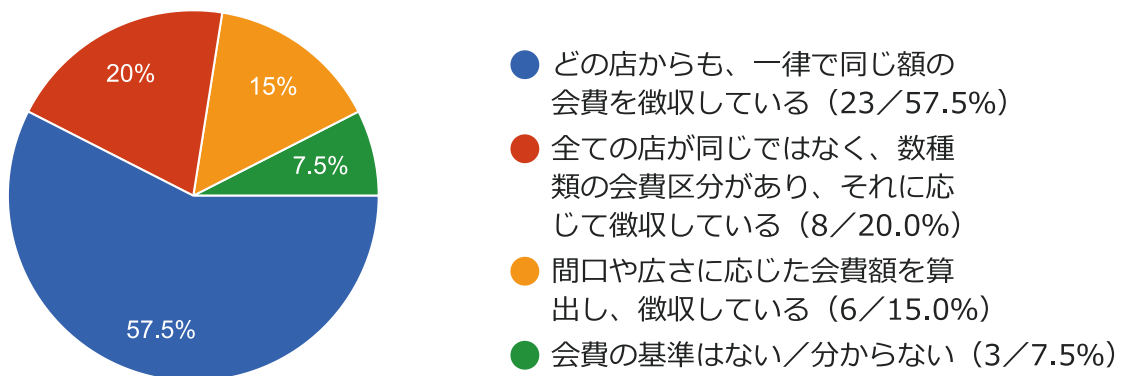 20%
15%
7.5%
57.5%
どの店からも、一律で同じ額の
会費を徴収している（23／57.5%）
全ての店が同じではなく、数種
類の会費区分があり、それに応
じて徴収している（8／20.0%）
間口や広さに応じた会費額を算
出し、徴収している（6／15.0%）
会費の基準はない／分からない（3／7.5%）